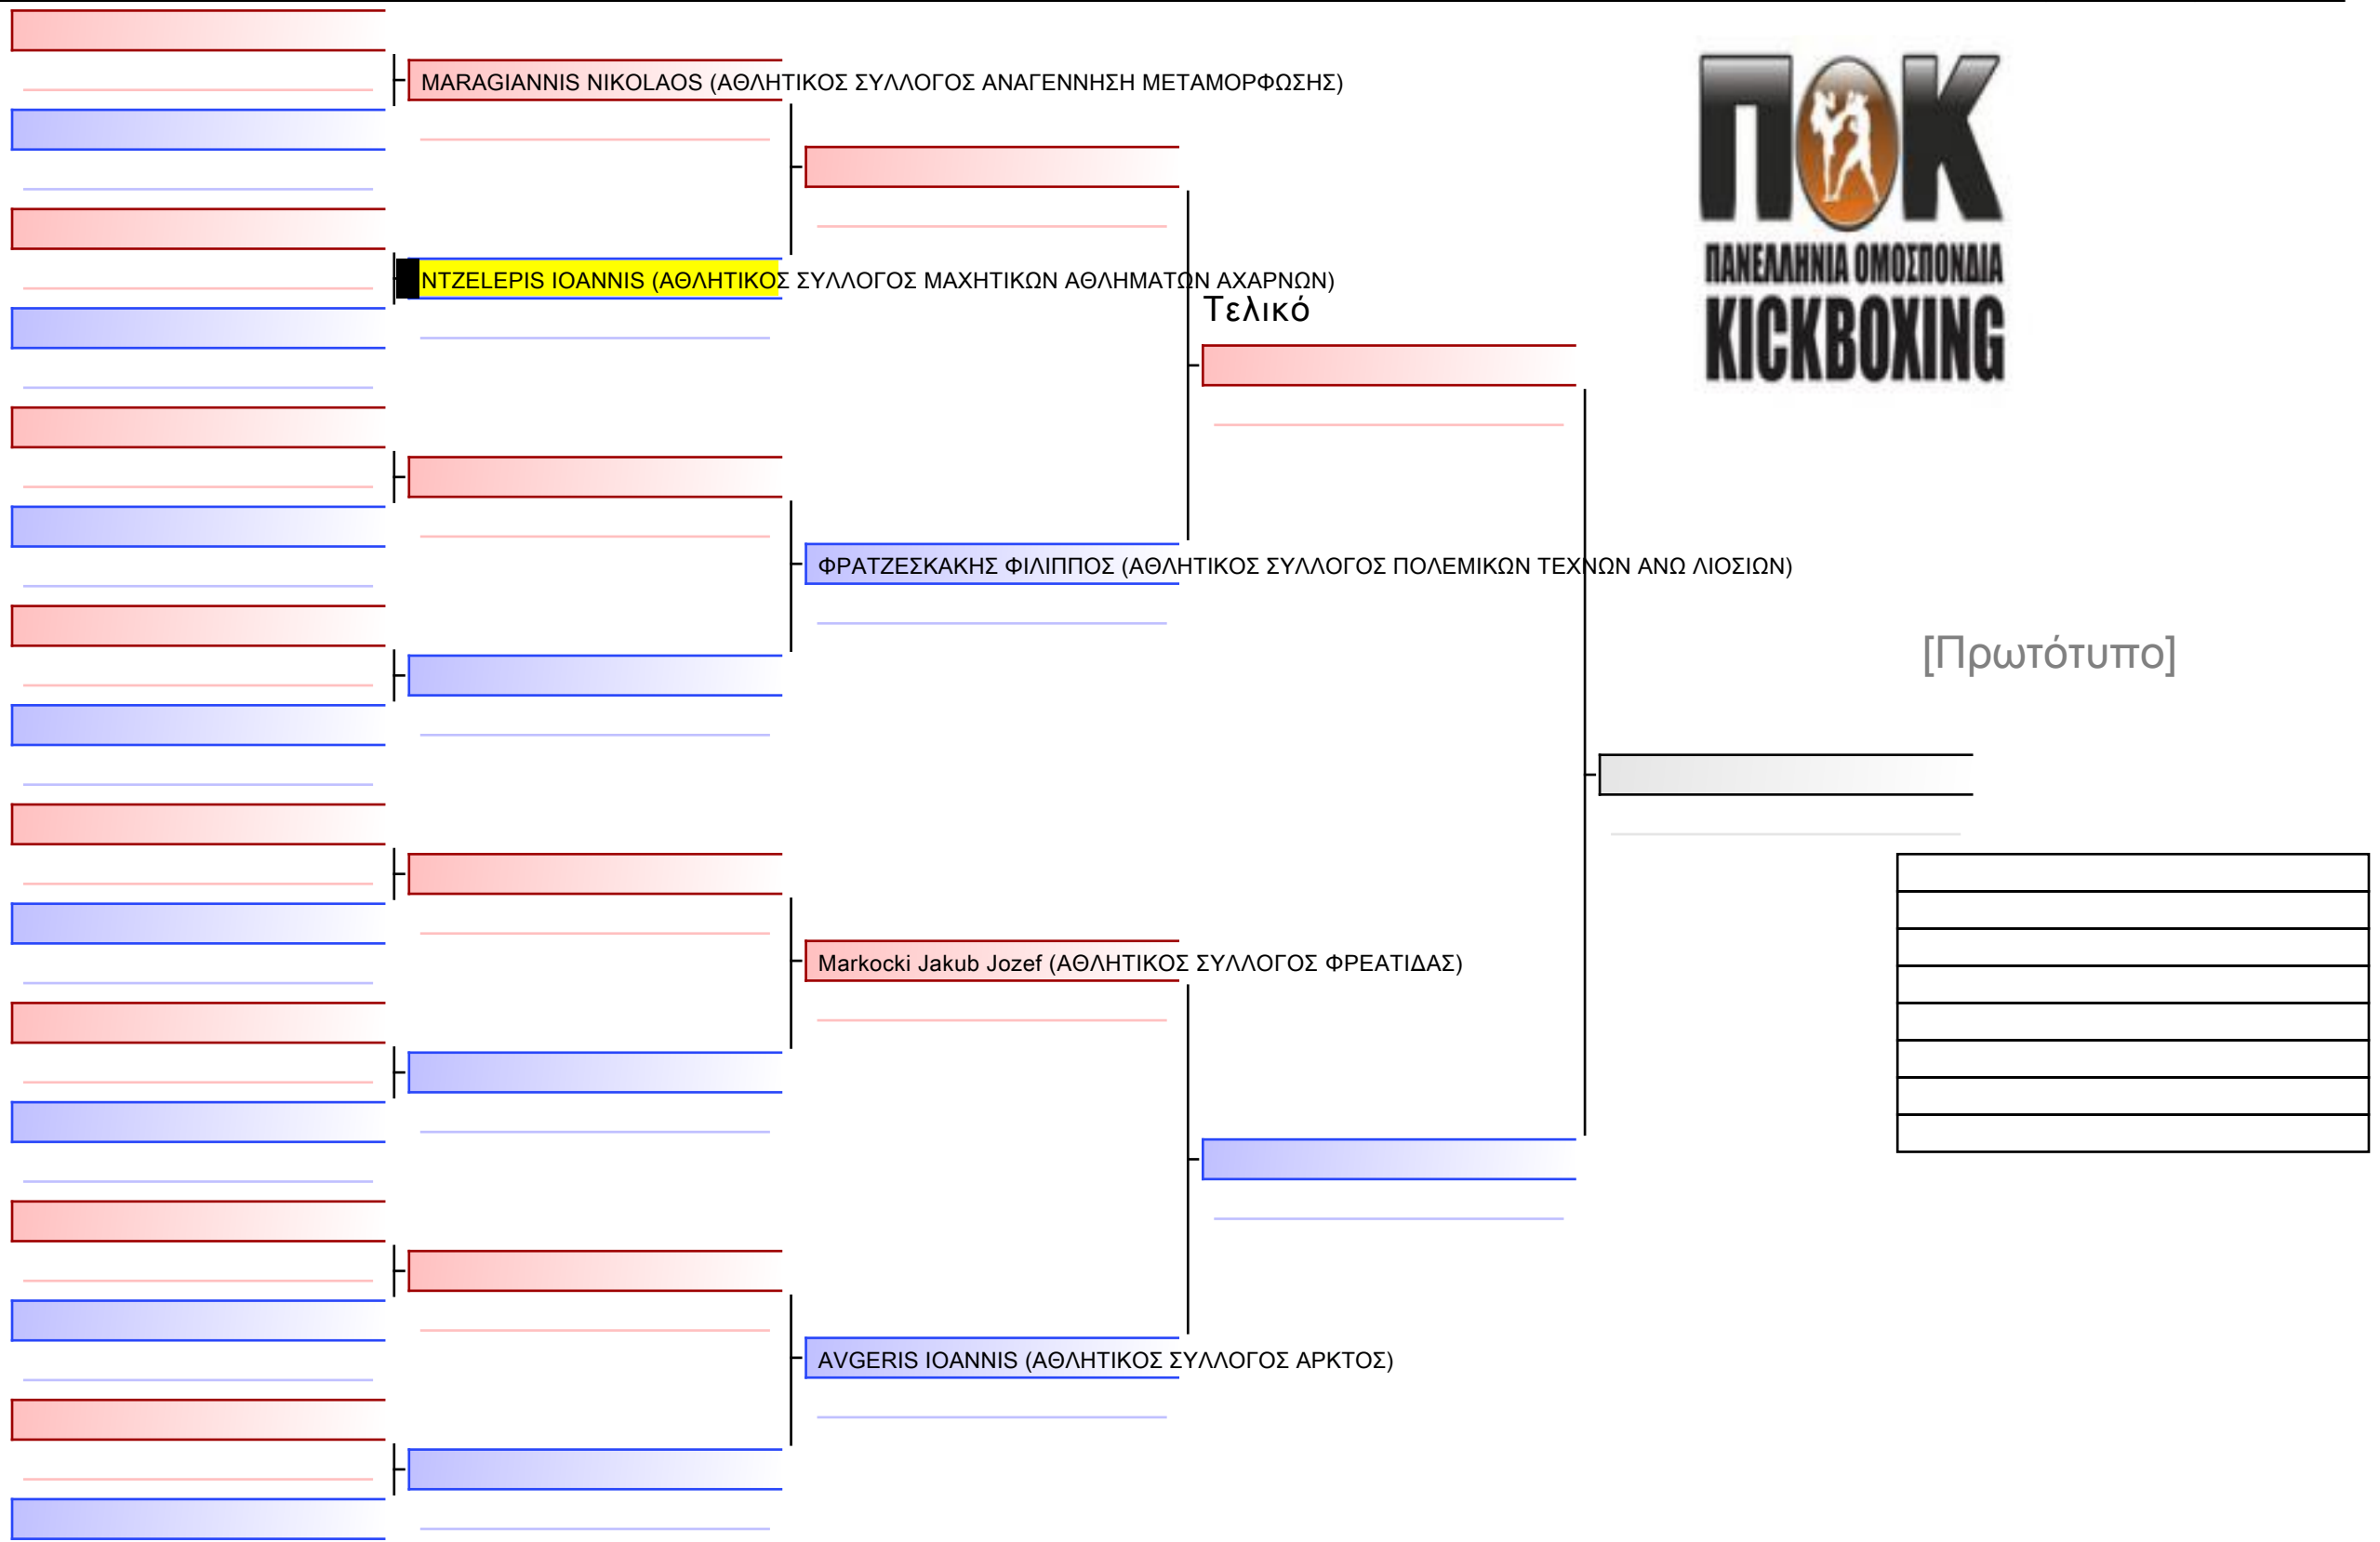 MARAGIANNIS NIKOLAOS (ΑΘΛΗΤΙΚΟΣ ΣΥΛΛΟΓΟΣ ΑΝΑΓΕΝΝΗΣΗ ΜΕΤΑΜΟΡΦΩΣΗΣ)
ΠΟΚ
ΠΑΝΕΛΛΗΝΙΑ ΟΜΟΣΠΟΝΔΙΑ
KICKBOXING
NTZELEPIS IOANNIS (ΑΘΛΗΤΙΚΟΣ ΣΥΛΛΟΓΟΣ ΜΑΧΗΤΙΚΩΝ ΑΘΛΗΜΑΤΩΝ ΑΧΑΡΝΩΝ)
Τελικό
ΦΡΑΤΖΕΣΚΑΚΗΣ ΦΙΛΙΠΠΟΣ (ΑΘΛΗΤΙΚΟΣ ΣΥΛΛΟΓΟΣ ΠΟΛΕΜΙΚΩΝ ΤΕΧΝΩΝ ΑΝΩ ΛΙΟΣΙΩΝ)
[Πρωτότυπο]
Markocki Jakub Jozef (ΑΘΛΗΤΙΚΟΣ ΣΥΛΛΟΓΟΣ ΦΡΕΑΤΙΔΑΣ)
AVGERIS IOANNIS (ΑΘΛΗΤΙΚΟΣ ΣΥΛΛΟΓΟΣ ΑΡΚΤΟΣ)